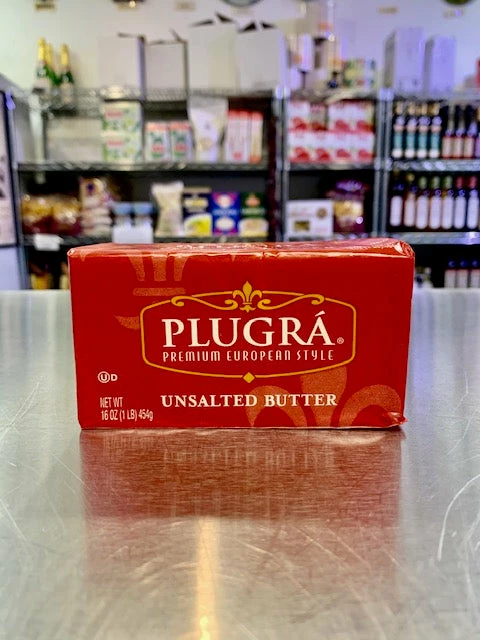 PLUGRÁ®
PREMIUM EUROPEAN STYLE
UD
UNSALTED BUTTER
NET WT
16 OZ (1 LB) 454g